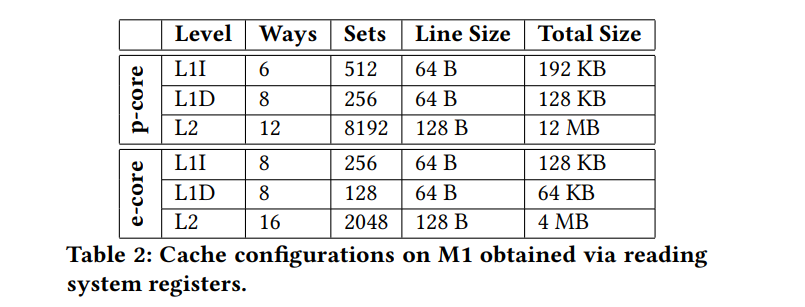 Level Ways Sets Line Size Total Size
p-core
L1I 6 512 64 B 192 KB
L1D 8 256 64 B 128 KB
L2 12 8192 128 B 12 MB
e-core
L1I 8 256 64 B 128 KB
L1D 8 128 64 B 64 KB
L2 16 2048 128 B 4 MB
Table 2: Cache configurations on M1 obtained via reading
system registers.